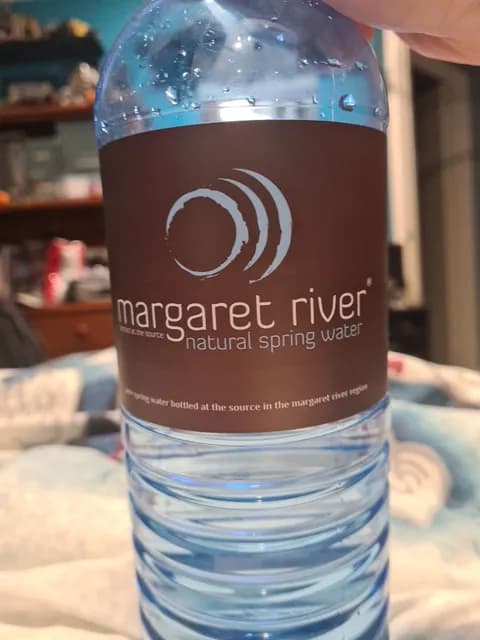 margaret river®
bottled at the source
natural spring water
spring water bottled at the source in the margaret river region